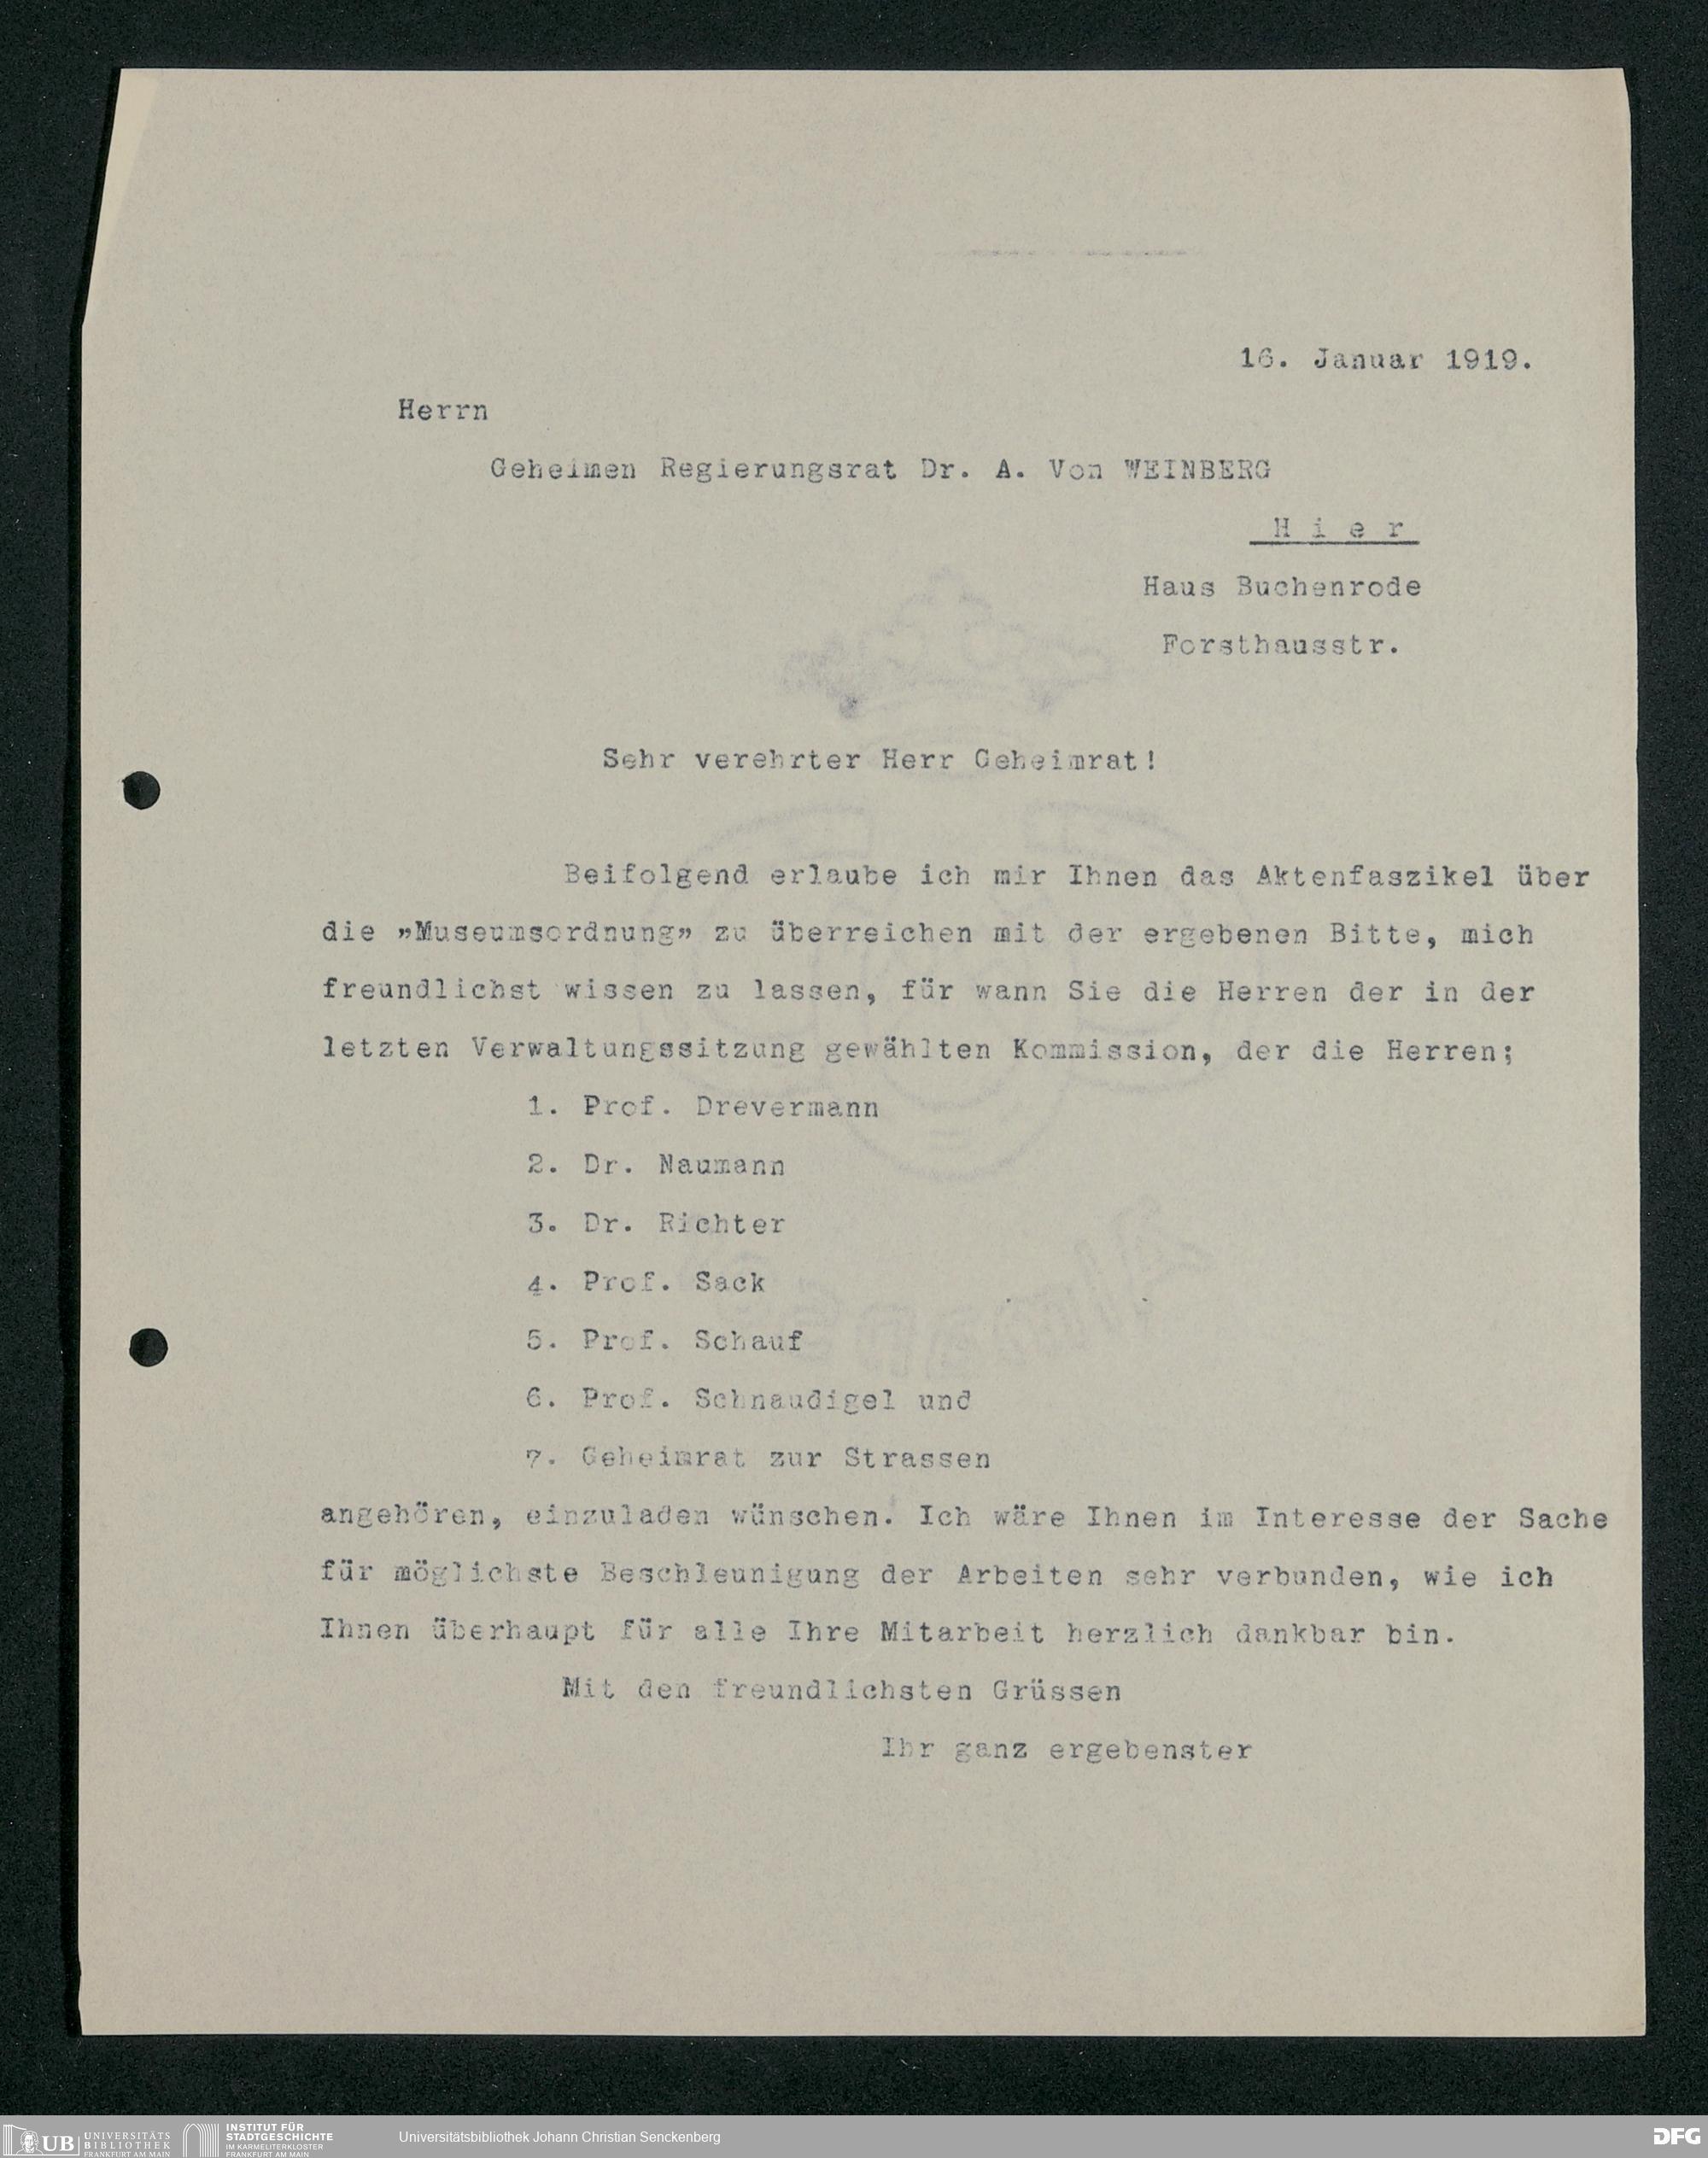 16. Januar 1919.
Herrn
Geheimen Regierungsrat Dr. A. Von WEINBERG
H i e r
Haus Buchenrode
Forsthausstr.
Sehr verehrter Herr Geheimrat!
Beifolgend erlaube ich mir Ihnen das Aktenfaszikel über
die „Museumsordnung” zu überreichen mit der ergebenen Bitte, mich
freundlichst wissen zu lassen, für wann Sie die Herren der in der
letzten Verwaltungssitzung gewählten Kommission, der die Herren;
1. Prof. Drevermann
2. Dr. Naumann
3. Dr. Richter
4. Prof. Sack
5. Prof. Schauf
6. Prof. Schnaudigel und
7. Geheimrat zur Strassen
angehören, einzuladen wünschen. Ich wäre Ihnen im Interesse der Sache
für möglichste Beschleunigung der Arbeiten sehr verbunden, wie ich
Ihnen überhaupt für alle Ihre Mitarbeit herzlich dankbar bin.
Mit den freundlichsten Grüssen
Ihr ganz ergebenster
UB
UNIVERSITÄTS
BIBLIOTHEK
FRANKFURT AM MAIN
INSTITUT FÜR
STADTGESCHICHTE
IM KARMELITERKLOSTER
FRANKFURT AM MAIN
Universitätsbibliothek Johann Christian Senckenberg
DFG